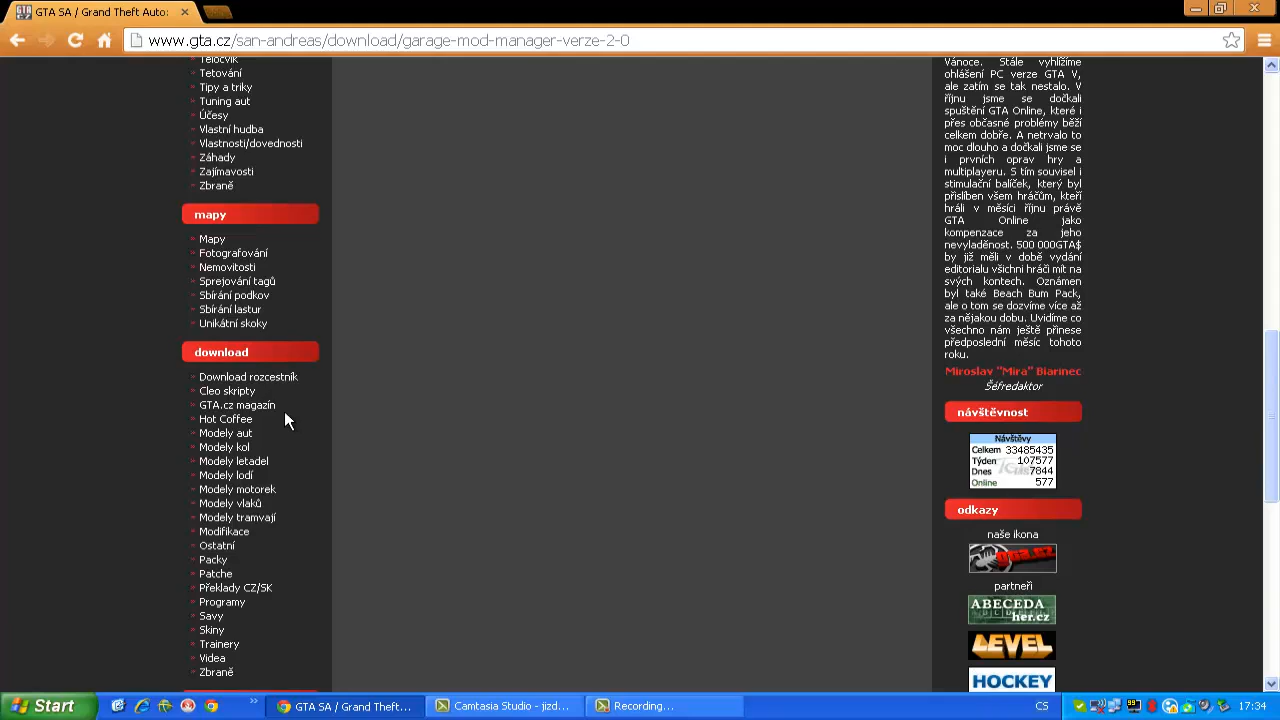 GTA SA / Grand Theft Auto:
www.gta.cz/san-andreas/download/garage-mod-manager-verze-2-0
Tělocvik
Tetování
Tipy a triky
Tuning aut
Účesy
Vlastní hudba
Vlastnosti/dovednosti
Záhady
Zajímavosti
Zbraně
mapy
Mapy
Fotografování
Nemovitosti
Sprejování tagů
Sbírání podkov
Sbírání lastur
Unikátní skoky
download
Download rozcestník
Cleo skripty
GTA.cz magazín
Hot Coffee
Modely aut
Modely kol
Modely letadel
Modely lodí
Modely motorek
Modely vlaků
Modely tramvají
Modifikace
Ostatní
Packy
Patche
Překlady CZ/SK
Programy
Savy
Skiny
Trainery
Videa
Zbraně
Vánoce. Stále vyhlížíme
ohlášení PC verze GTA V,
ale zatím se tak nestalo. V
říjnu jsme se dočkali
spuštění GTA Online, které i
přes občasné problémy běží
celkem dobře. A netrvalo to
moc dlouho a dočkali jsme se
i prvních oprav hry a
multiplayeru. S tím souvisel i
stimulační balíček, který byl
přislíben všem hráčům, kteří
hráli v měsíci říjnu právě
GTA Online jako
kompenzace za jeho
nevyladěnost. 500 000GTA$
by již měli v době vydání
editorialu všichni hráči mít na
svých kontech. Oznámen
byl také Beach Bum Pack,
ale o tom se dozvíme více až
za nějakou dobu. Uvidíme co
všechno nám ještě přinese
předposlední měsíc tohoto
roku.
Miroslav "Mira" Biarinec
Šéfredaktor
návštěvnost
Návštěvy
Celkem 33485435
Týden 107577
Dnes 7844
Online 577
odkazy
naše ikona
gta.cz
partneři
ABECEDA
her.cz
LEVEL
HOCKEY
Start
GTA SA / Grand Theft...
Camtasia Studio - jizd...
Recording...
CS
17:34